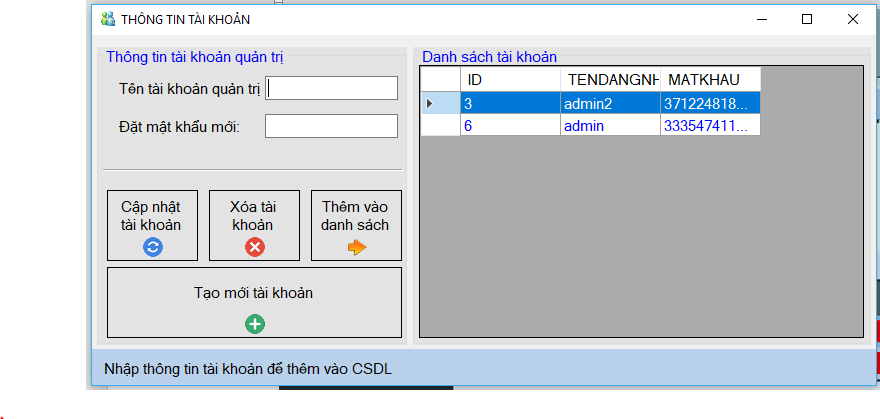 THÔNG TIN TÀI KHOẢN
Thông tin tài khoản quản trị
Tên tài khoản quản trị
Đặt mật khẩu mới:
Cập nhật
tài khoản
Xóa tài
khoản
Thêm vào
danh sách
Tạo mới tài khoản
Danh sách tài khoản
ID TENDANGNH MATKHAU
3 admin2 371224818...
6 admin 333547411...
Nhập thông tin tài khoản để thêm vào CSDL